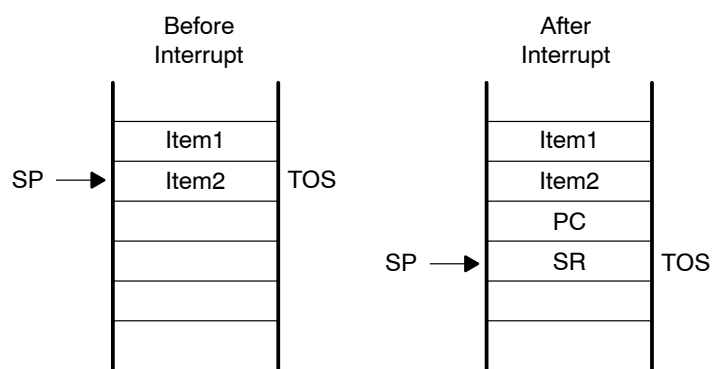 Before
Interrupt
After
Interrupt
Item1
Item1
SP
Item2
TOS
Item2
PC
SP
SR
TOS